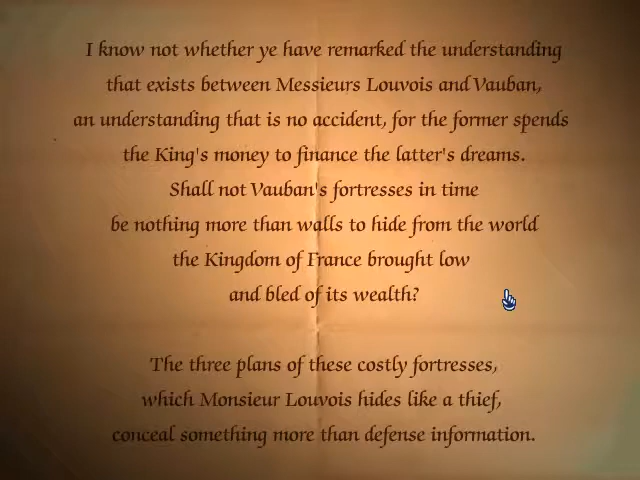 I know not whether ye have remarked the understanding
that exists between Messieurs Louvois and Vauban,
an understanding that is no accident, for the former spends
the King's money to finance the latter's dreams.
Shall not Vauban's fortresses in time
be nothing more than walls to hide from the world
the Kingdom of France brought low
and bled of its wealth?
The three plans of these costly fortresses,
which Monsieur Louvois hides like a thief,
conceal something more than defense information.